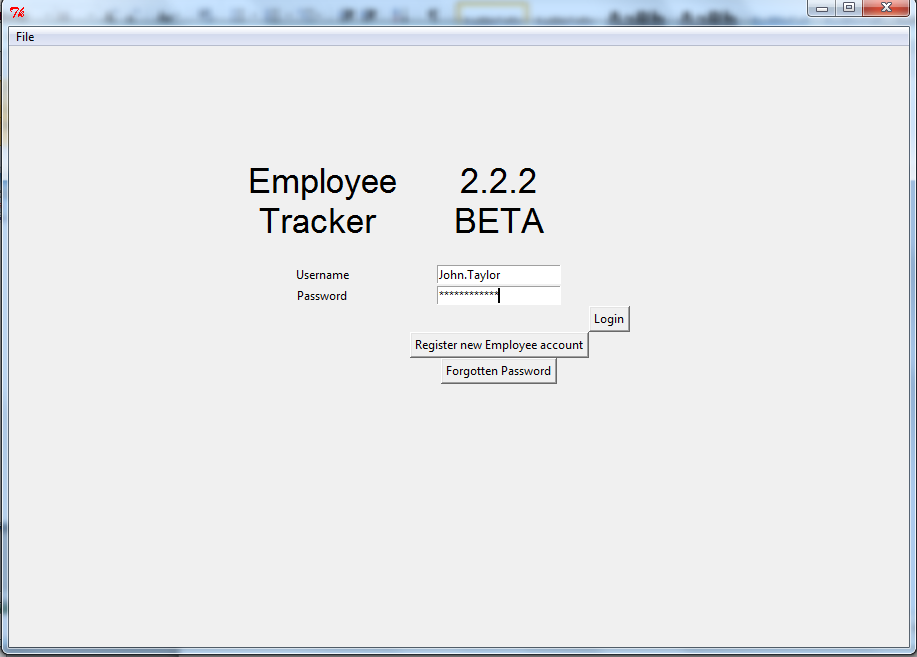 File
Employee 2.2.2
Tracker BETA
Username John.Taylor
Password ************
Login
Register new Employee account
Forgotten Password